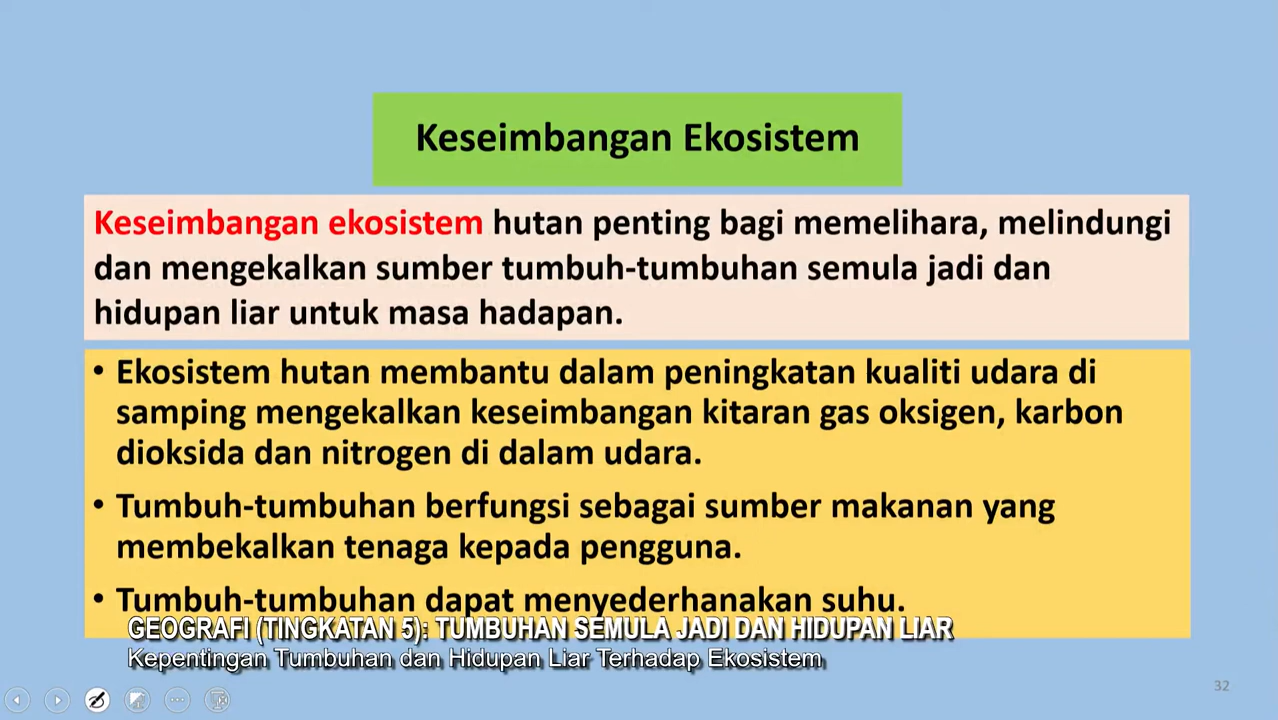 Keseimbangan Ekosistem
Keseimbangan ekosistem hutan penting bagi memelihara, melindungi
dan mengekalkan sumber tumbuh-tumbuhan semula jadi dan
hidupan liar untuk masa hadapan.
• Ekosistem hutan membantu dalam peningkatan kualiti udara di
samping mengekalkan keseimbangan kitaran gas oksigen, karbon
dioksida dan nitrogen di dalam udara.
• Tumbuh-tumbuhan berfungsi sebagai sumber makanan yang
membekalkan tenaga kepada pengguna.
• Tumbuh-tumbuhan dapat menyederhanakan suhu.
GEOGRAFI (TINGKATAN 5): TUMBUHAN SEMULA JADI DAN HIDUPAN LIAR
Kepentingan Tumbuhan dan Hidupan Liar Terhadap Ekosistem
32